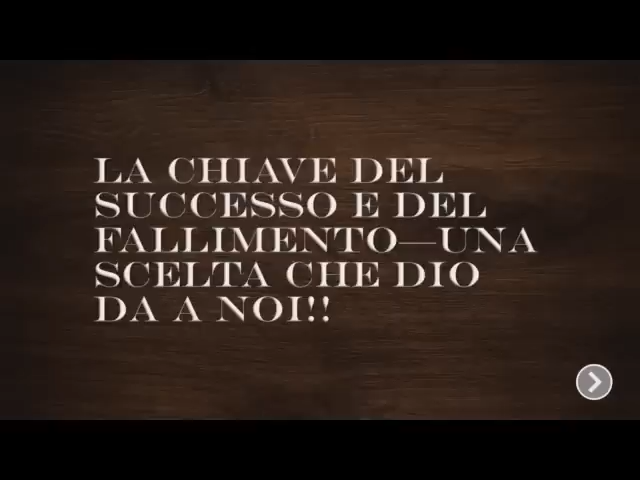 LA CHIAVE DEL
SUCCESSO E DEL
FALLIMENTO—UNA
SCELTA CHE DIO
DA A NOI!!